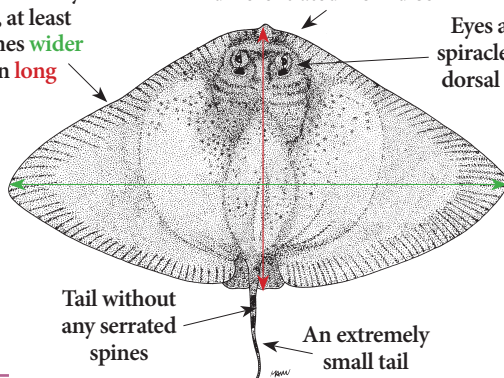 , at least
nes wider
n long
Eyes a
spiracle
dorsal
Tail without
any serrated
spines
An extremely
small tail